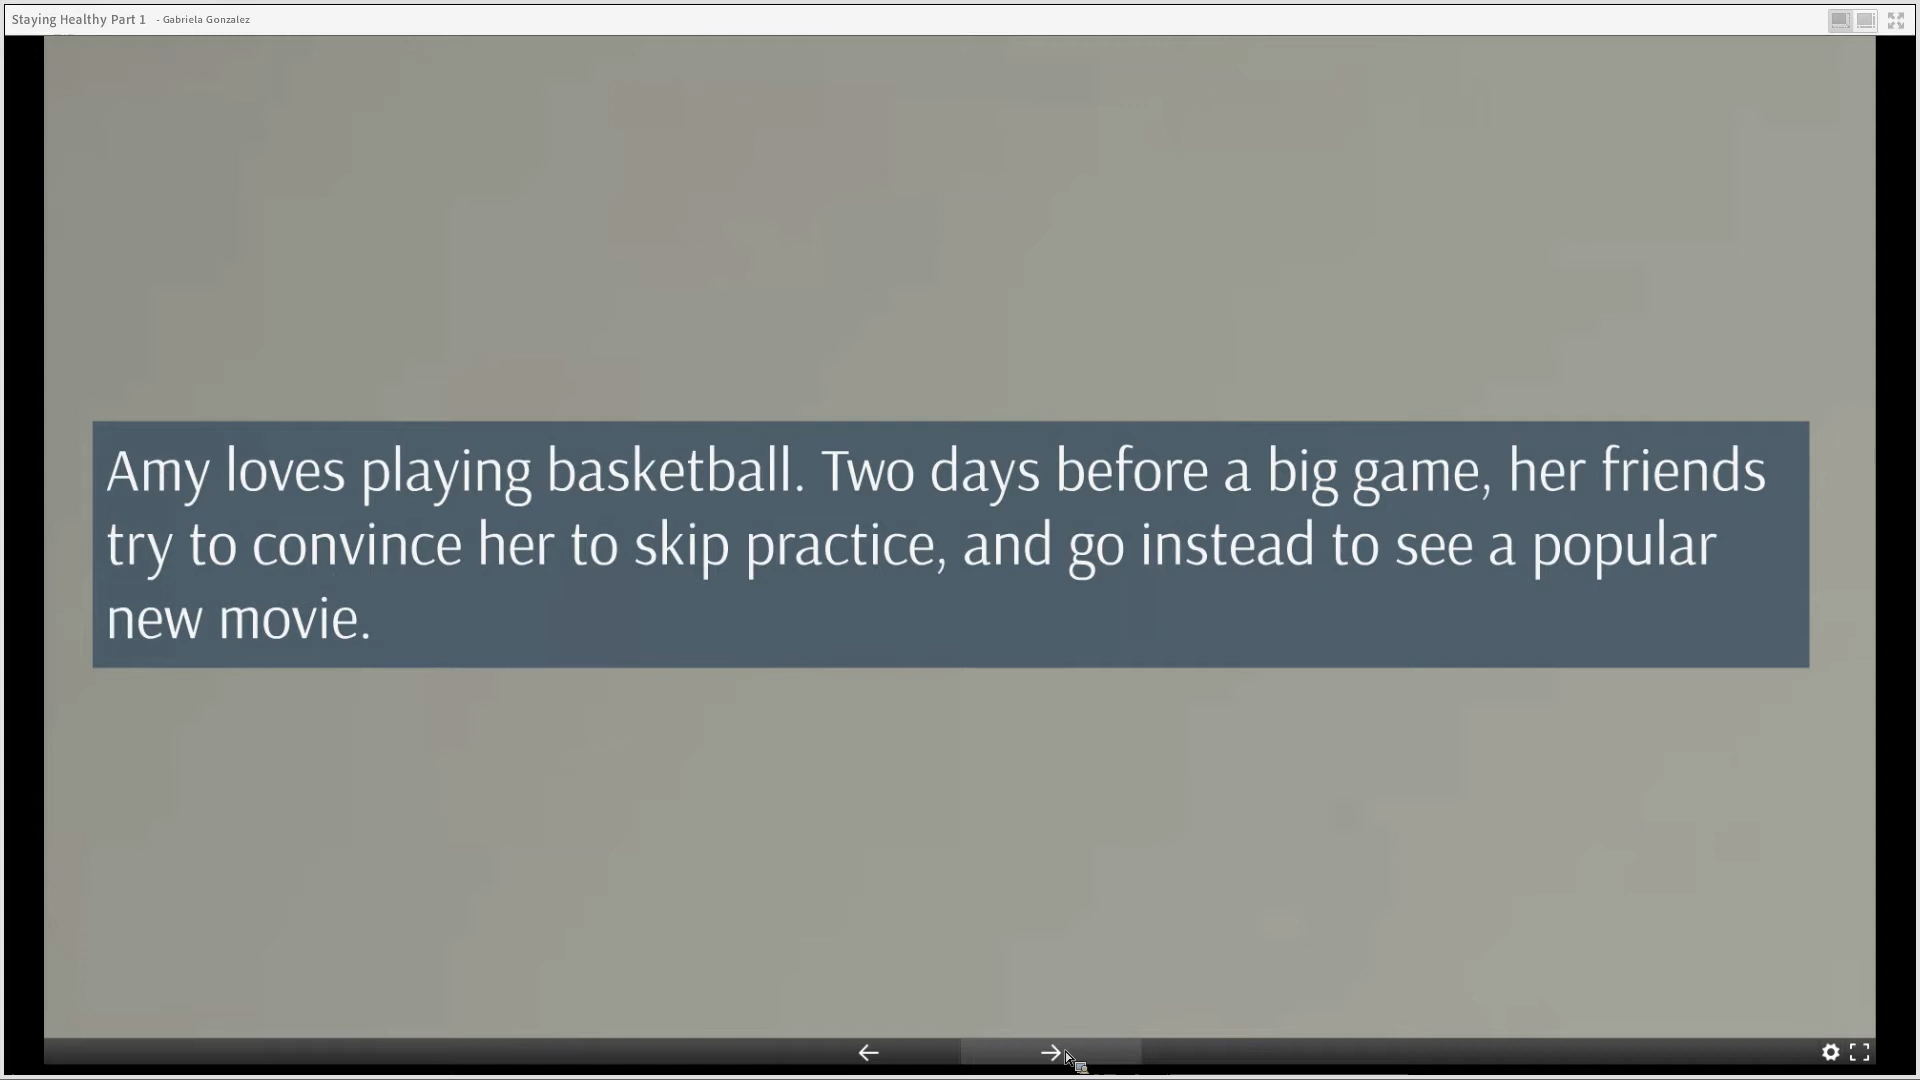 Staying Healthy Part 1 - Gabriela Gonzalez
Amy loves playing basketball. Two days before a big game, her friends
try to convince her to skip practice, and go instead to see a popular
new movie.